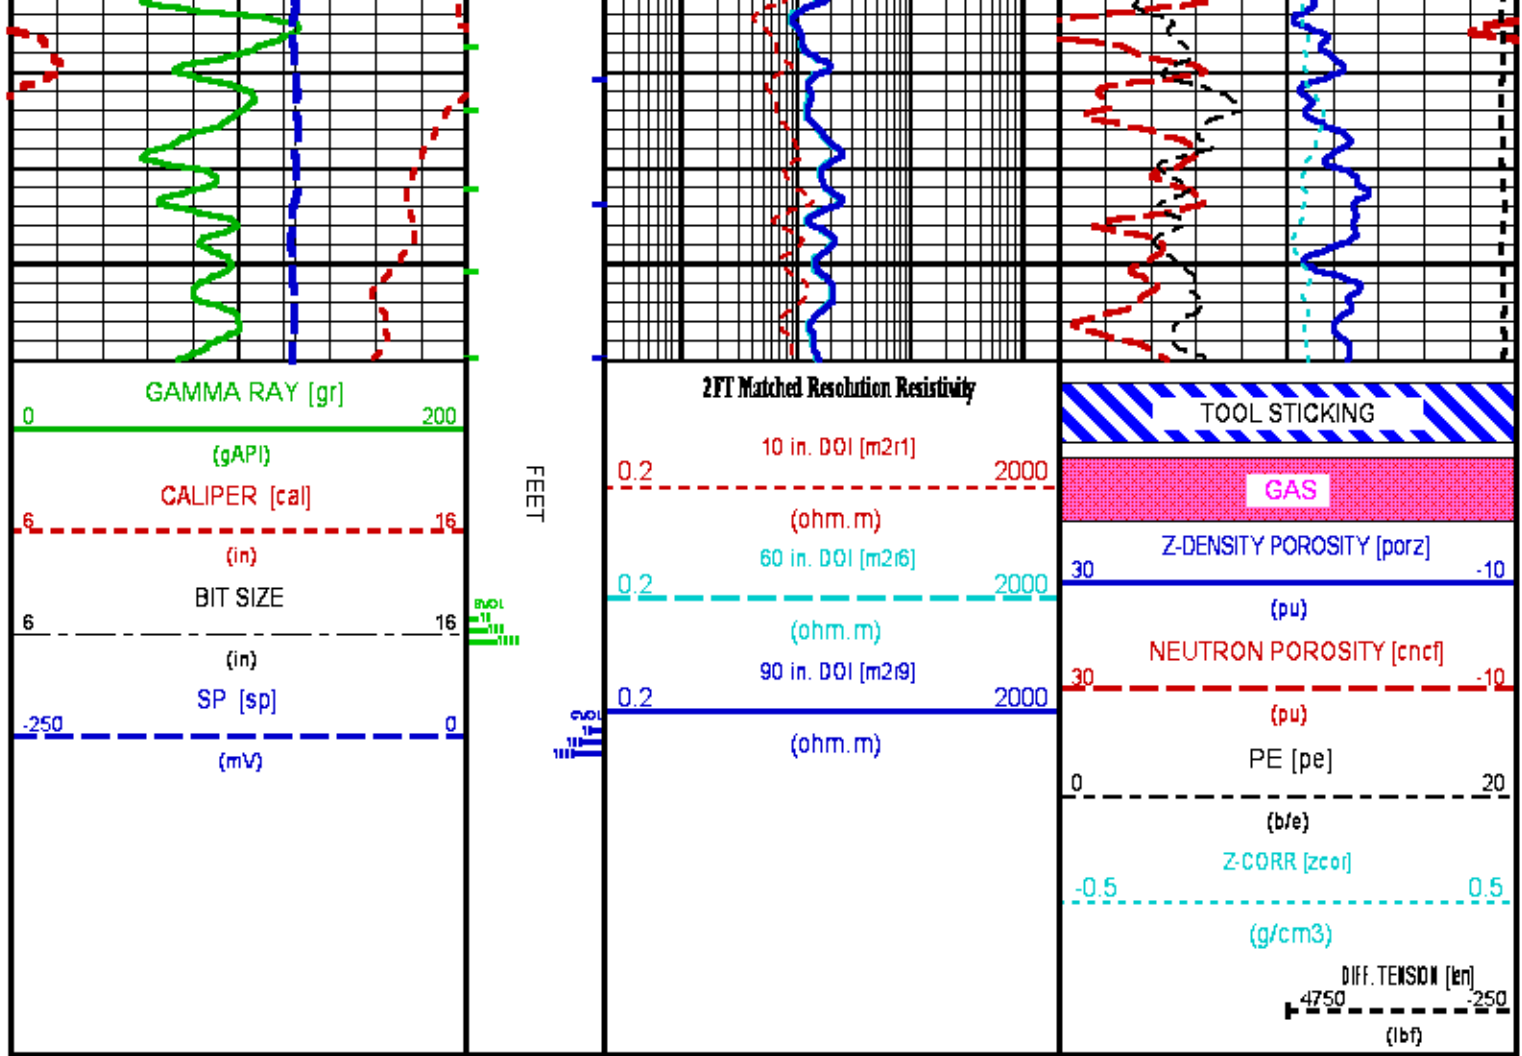 GAMMA RAY [gr]
0 200
(gAPI)
CALIPER [cal]
6 16
(in)
BIT SIZE
6 16
(in)
SP [sp]
-250 0
(mV)
FEET
BVOL
2FT Matched Resolution Resistivity
10 in. DOI [m2r1]
0.2 2000
(ohm.m)
60 in. DOI [m2r6]
0.2 2000
(ohm.m)
90 in. DOI [m2r9]
0.2 2000
(ohm.m)
TOOL STICKING
GAS
Z-DENSITY POROSITY [porz]
30 -10
(pu)
NEUTRON POROSITY [cncf]
30 -10
(pu)
PE [pe]
0 20
(b/e)
Z-CORR [zcor]
-0.5 0.5
(g/cm3)
DIFF. TENSION [ten]
4750 -250
(lbf)